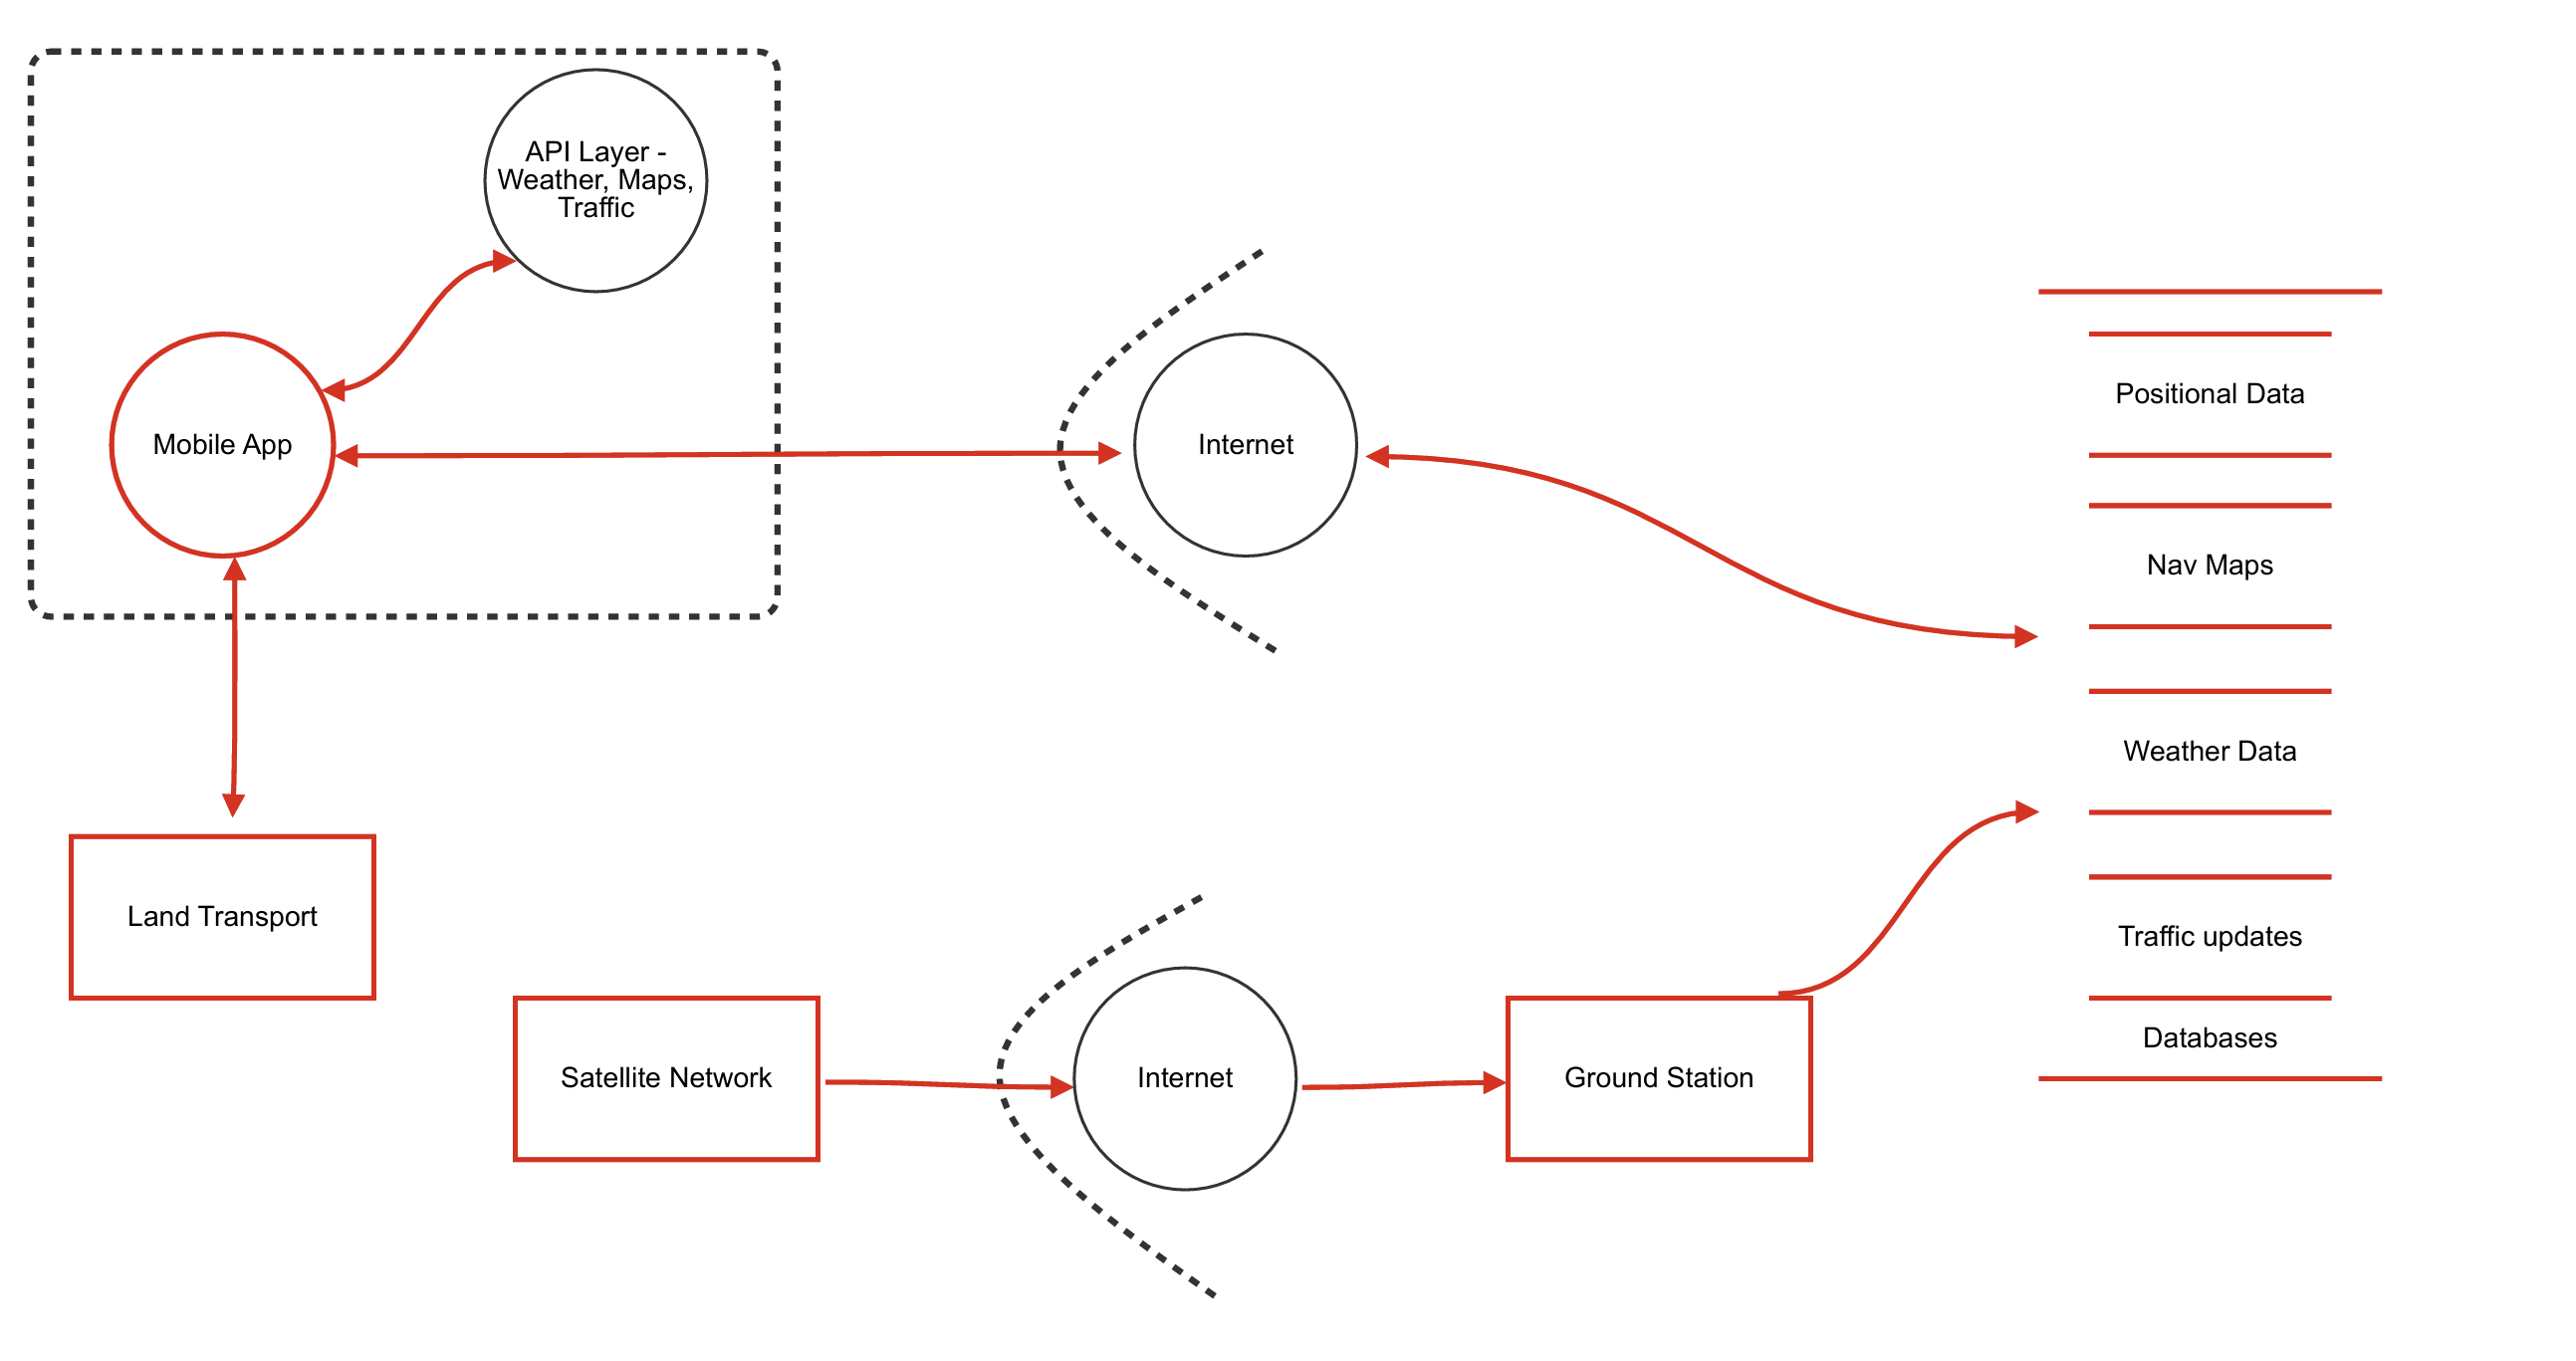 API Layer -
Weather, Maps,
Traffic
Mobile App
Internet
Positional Data
Nav Maps
Weather Data
Land Transport
Traffic updates
Databases
Satellite Network
Internet
Ground Station